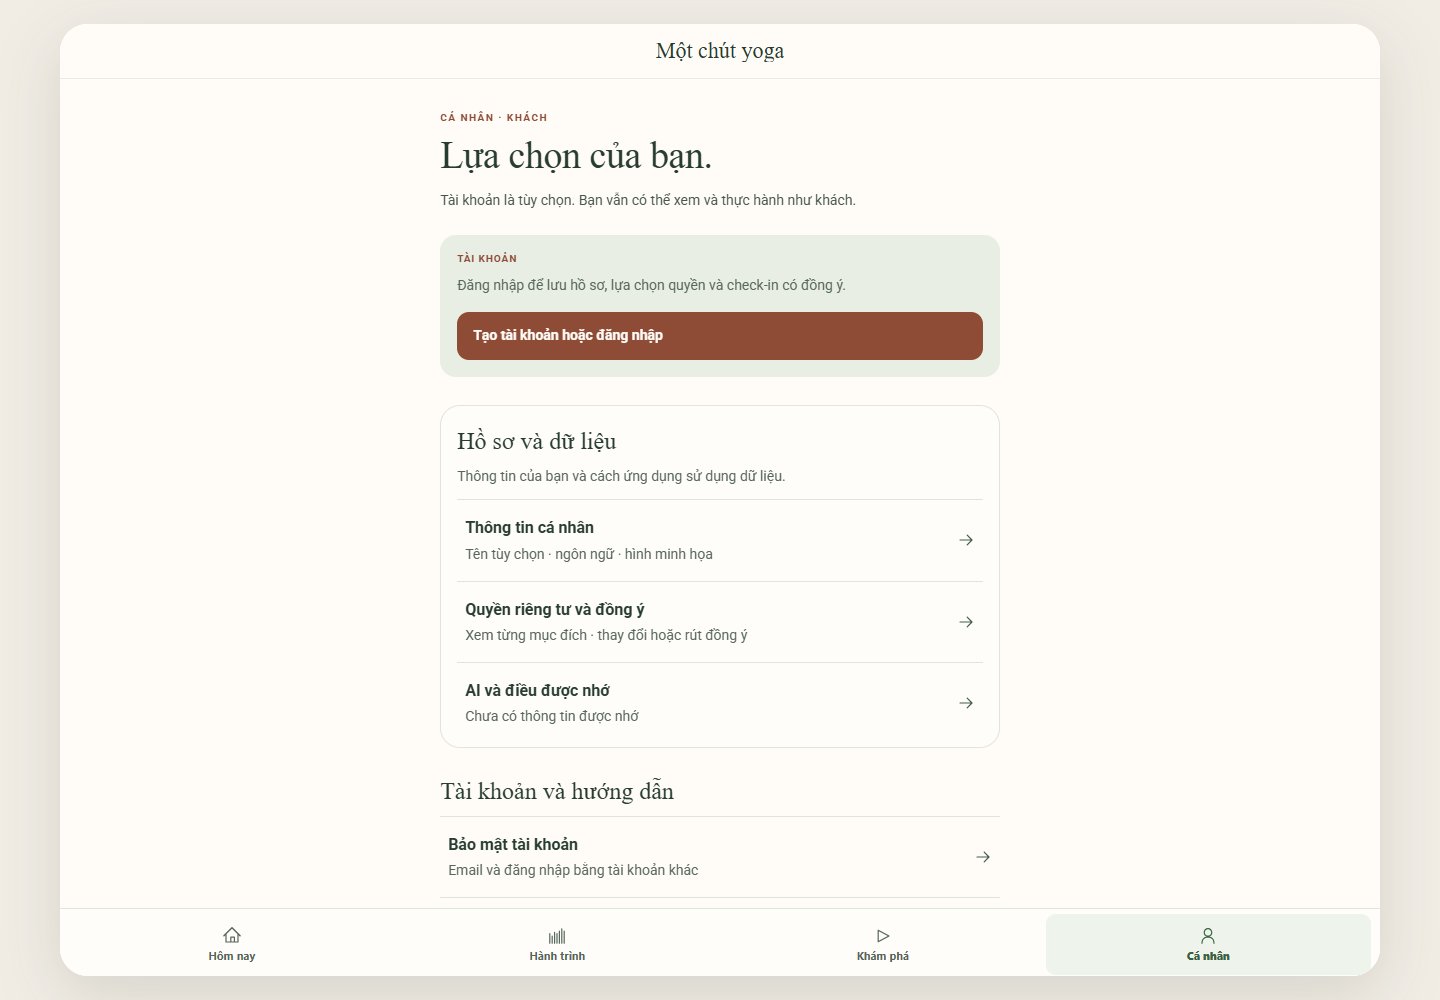 Một chút yoga
CÁ NHÂN · KHÁCH
Lựa chọn của bạn.
Tài khoản là tùy chọn. Bạn vẫn có thể xem và thực hành như khách.
TÀI KHOẢN
Đăng nhập để lưu hồ sơ, lựa chọn quyền và check-in có đồng ý.
Tạo tài khoản hoặc đăng nhập
Hồ sơ và dữ liệu
Thông tin của bạn và cách ứng dụng sử dụng dữ liệu.
Thông tin cá nhân
Tên tùy chọn · ngôn ngữ · hình minh họa
Quyền riêng tư và đồng ý
Xem từng mục đích · thay đổi hoặc rút đồng ý
AI và điều được nhớ
Chưa có thông tin được nhớ
Tài khoản và hướng dẫn
Bảo mật tài khoản
Email và đăng nhập bằng tài khoản khác
Hôm nay
Hành trình
Khám phá
Cá nhân